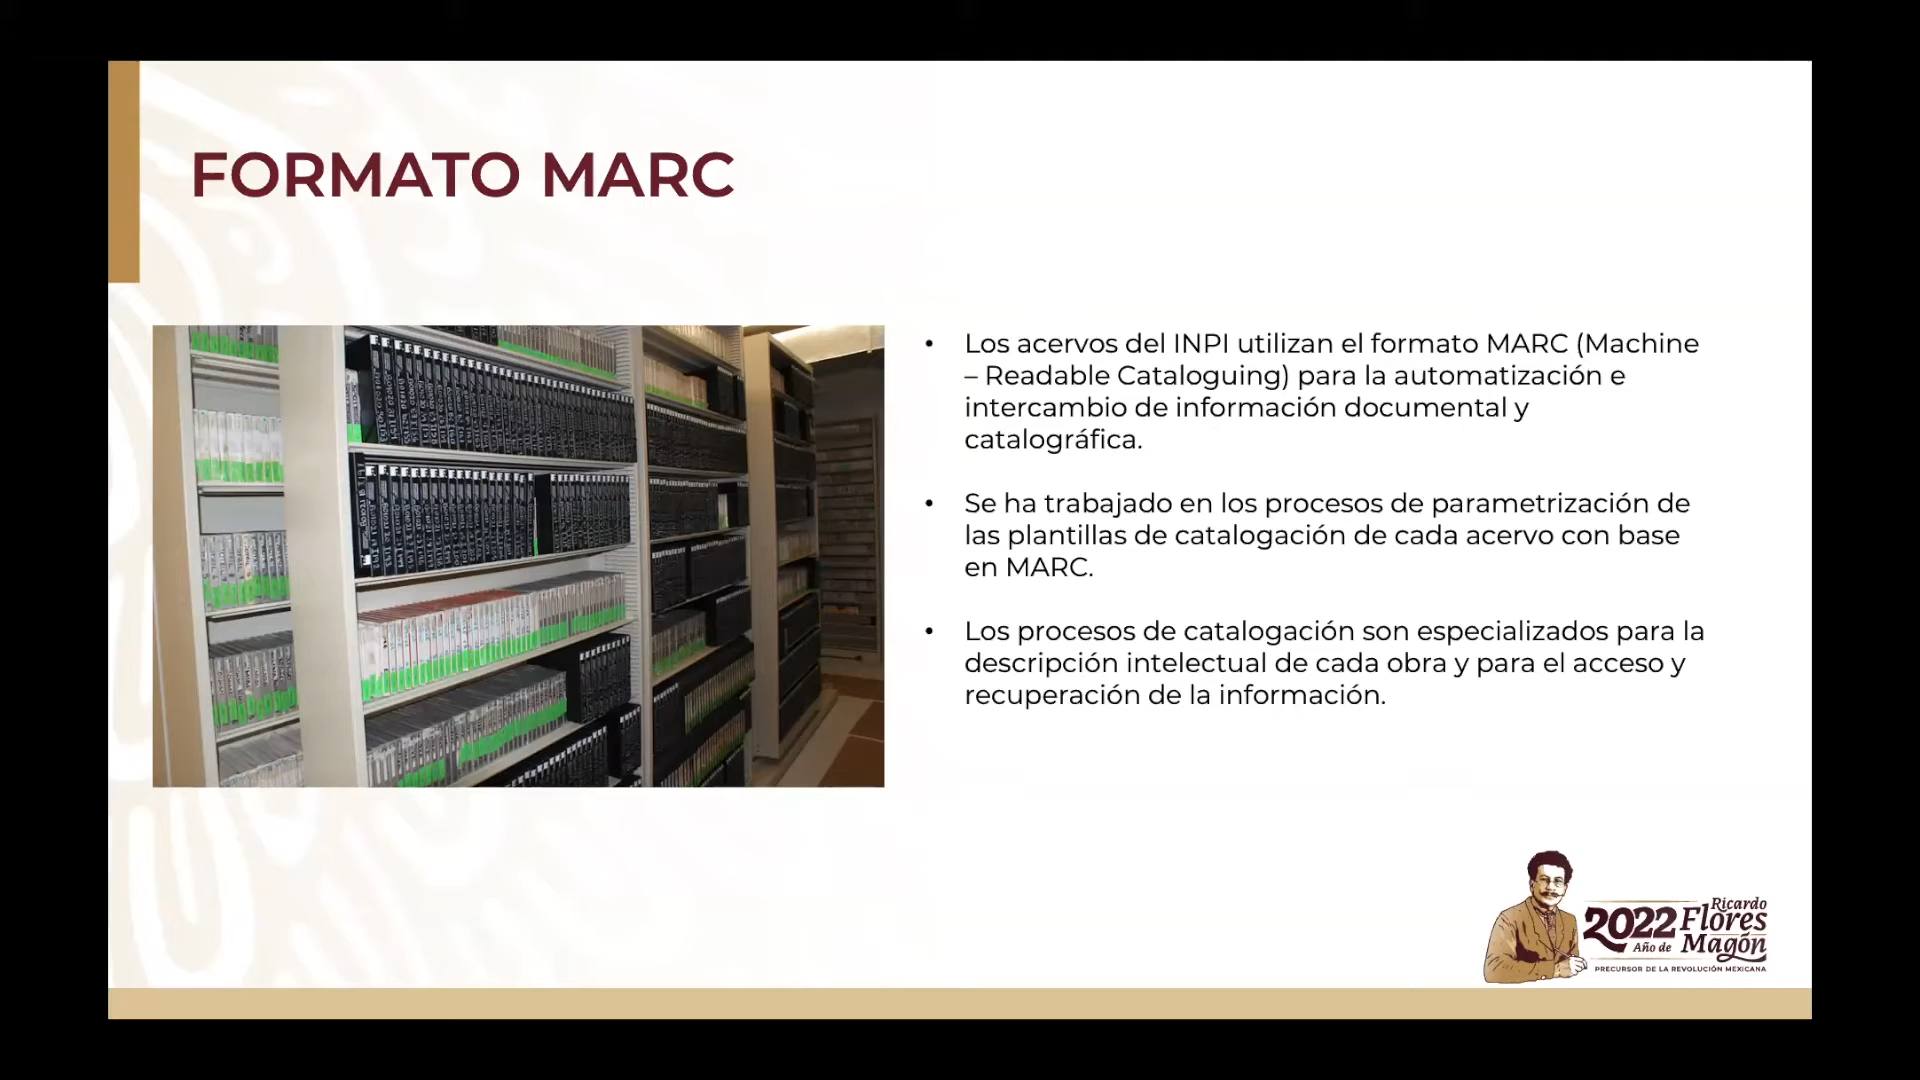 FORMATO MARC
• Los acervos del INPI utilizan el formato MARC (Machine
– Readable Cataloguing) para la automatización e
intercambio de información documental y
catalográfica.
• Se ha trabajado en los procesos de parametrización de
las plantillas de catalogación de cada acervo con base
en MARC.
• Los procesos de catalogación son especializados para la
descripción intelectual de cada obra y para el acceso y
recuperación de la información.
2022 Ricardo
Año de Flores
Magón
PRECURSOR DE LA REVOLUCIÓN MEXICANA